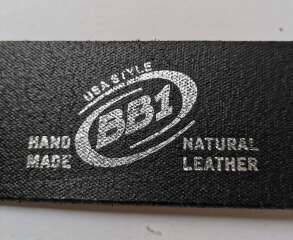 USA STYLE
BB1
HAND
MADE
NATURAL
LEATHER